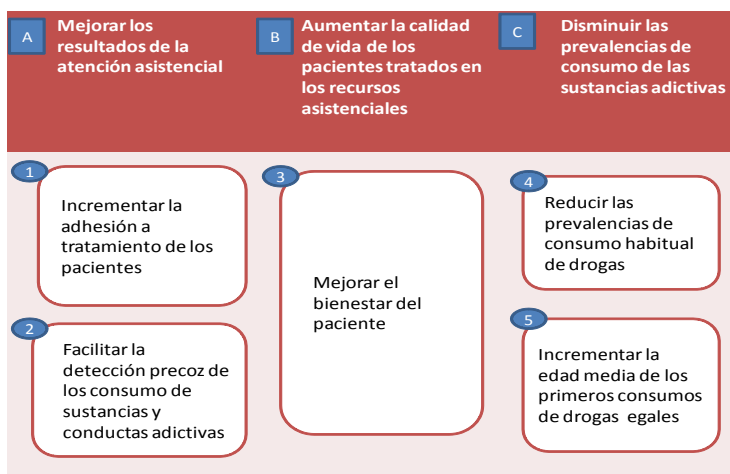 A
Mejorar los
resultados de la
atención asistencial
B
Aumentar la calidad
de vida de los
pacientes tratados en
los recursos
asistenciales
C
Disminuir las
prevalencias de
consumo de las
sustancias adictivas
1
Incrementar la
adhesión a
tratamiento de los
pacientes
2
Facilitar la
detección precoz de
los consumo de
sustancias y
conductas adictivas
3
Mejorar el
bienestar del
paciente
4
Reducir las
prevalencias de
consumo habitual
de drogas
5
Incrementar la
edad media de los
primeros consumos
de drogas egales